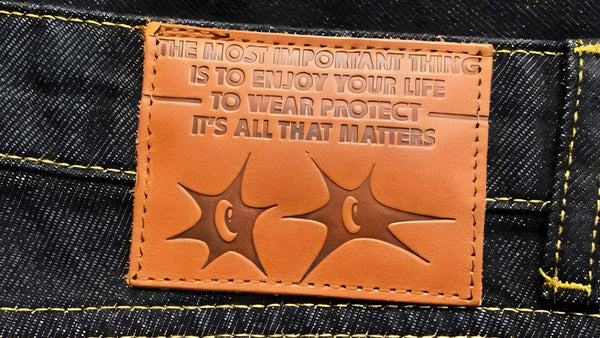 THE MOST IMPORTANT THING
IS TO ENJOY YOUR LIFE
TO WEAR PROTECT
IT'S ALL THAT MATTERS